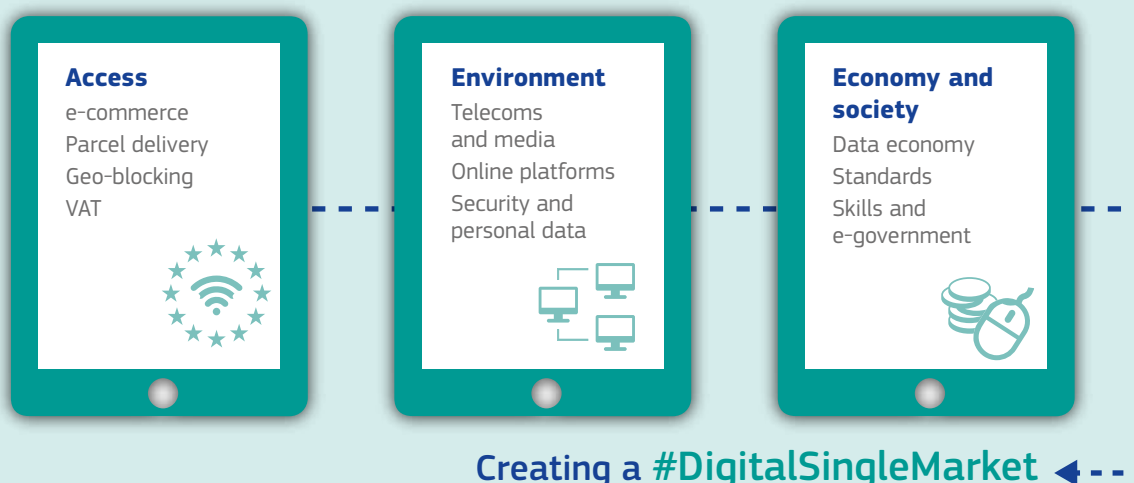 Access
e-commerce
Parcel delivery
Geo-blocking
VAT
Environment
Telecoms
and media
Online platforms
Security and
personal data
Economy and
society
Data economy
Standards
Skills and
e-government
Creating a #DigitalSingleMarket